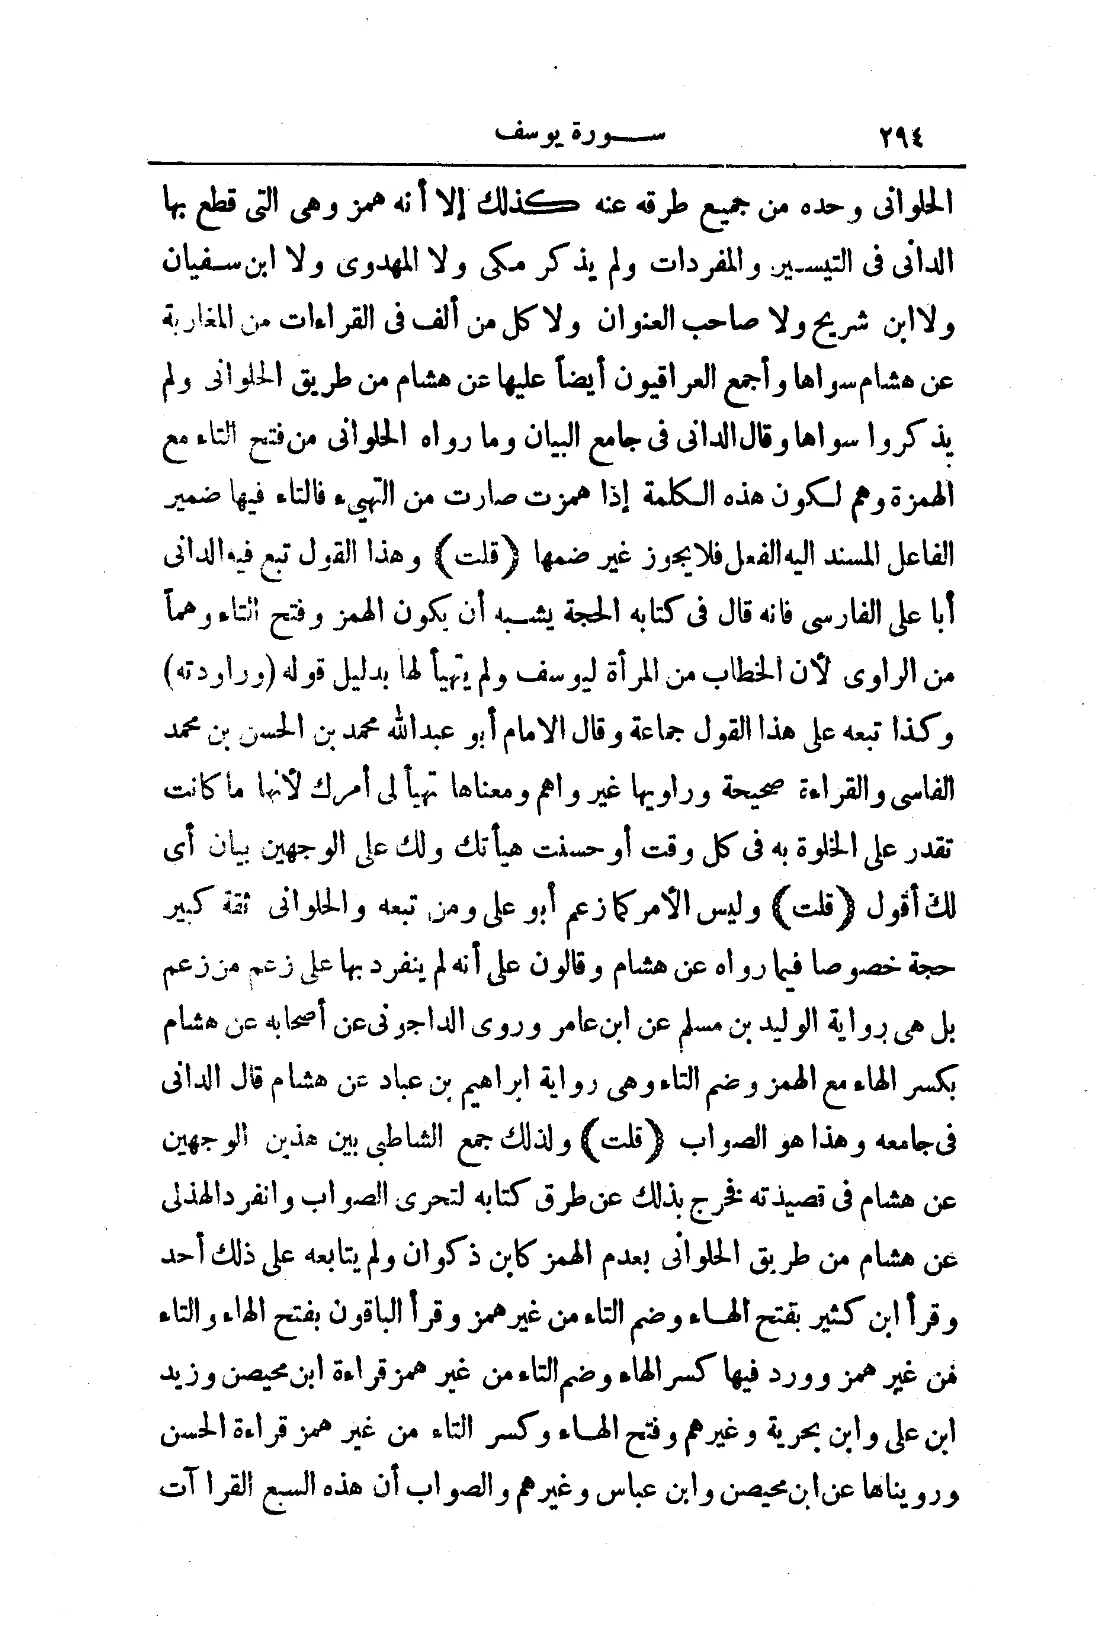 ٢٩٤ ســـورة يوسف
الحلوانى وحده من جميع طرقه عنه كذلك إلا أنه همز وهى التى قطع بها
الدانى فى التيسير والمفردات ولم يذكر مكى ولا المهدوى ولا ابن سفيان
ولا ابن شريح ولا صاحب العنوان ولا كل من ألف فى القراءات من المغاربة
عن هشام سواها وأجمع العراقيون أيضاً عليها عن هشام من طريق الحلوانى ولم
يذكروا سواها وقال الدانى فى جامع البيان وما رواه الحلوانى من فتح التاء مع
الهمزة وهم لكون هذه الكلمة إذا همزت صارت من التهيىء فالتاء فيها ضمير
الفاعل المسند اليه الفعل فلا يجوز غير ضمها (قلت) وهذا القول تبع فيه الدانى
أبا على الفارسى فانه قال فى كتابه الحجة يشبه أن يكون الهمز وفتح التاء وهماً
من الراوى لأن الخطاب من المرأة ليوسف ولم يتهيأ لها بدليل قوله (وراودته)
وكذا تبعه على هذا القول جماعة وقال الامام أبو عبدالله محمد بن الحسن بن محمد
الفاسى والقراءة صحيحة وراويها غير واهم ومعناها تهيأ لى أمرك لأنها ما كانت
تقدر على الخلوة به فى كل وقت أو حسنت هيأتك ولك على الوجهين بيان أى
لك أقول (قلت) وليس الأمر كما زعم أبو على ومن تبعه والحلوانى ثقة كبير
حجة خصوصا فيما رواه عن هشام وقالون على أنه لم ينفرد بها على زعم من زعم
بل هى رواية الوليد بن مسلم عن ابن عامر وروى الداجونى عن أصحابه عن هشام
بكسر الهاء مع الهمز وضم التاء وهى رواية ابراهيم بن عباد عن هشام قال الدانى
فى جامعه وهذا هو الصواب (قلت) ولذلك جمع الشاطبى بين هذين الوجهين
عن هشام فى قصيدته فخرج بذلك عن طرق كتابه لتحرى الصواب وانفرد الهذلى
عن هشام من طريق الحلوانى بعدم الهمز كابن ذكوان ولم يتابعه على ذلك أحد
وقرأ ابن كثير بفتح الهاء وضم التاء من غير همز وقرأ الباقون بفتح الهاء والتاء
من غير همز وورد فيها كسر الهاء وضم التاء من غير همز قراءة ابن محيصن وزيد
ابن على وابن بحرية وغيرهم وفتح الهاء وكسر التاء من غير همز قراءة الحسن
ورويناها عن ابن محيصن وابن عباس وغيرهم والصواب أن هذه السبع القراآت